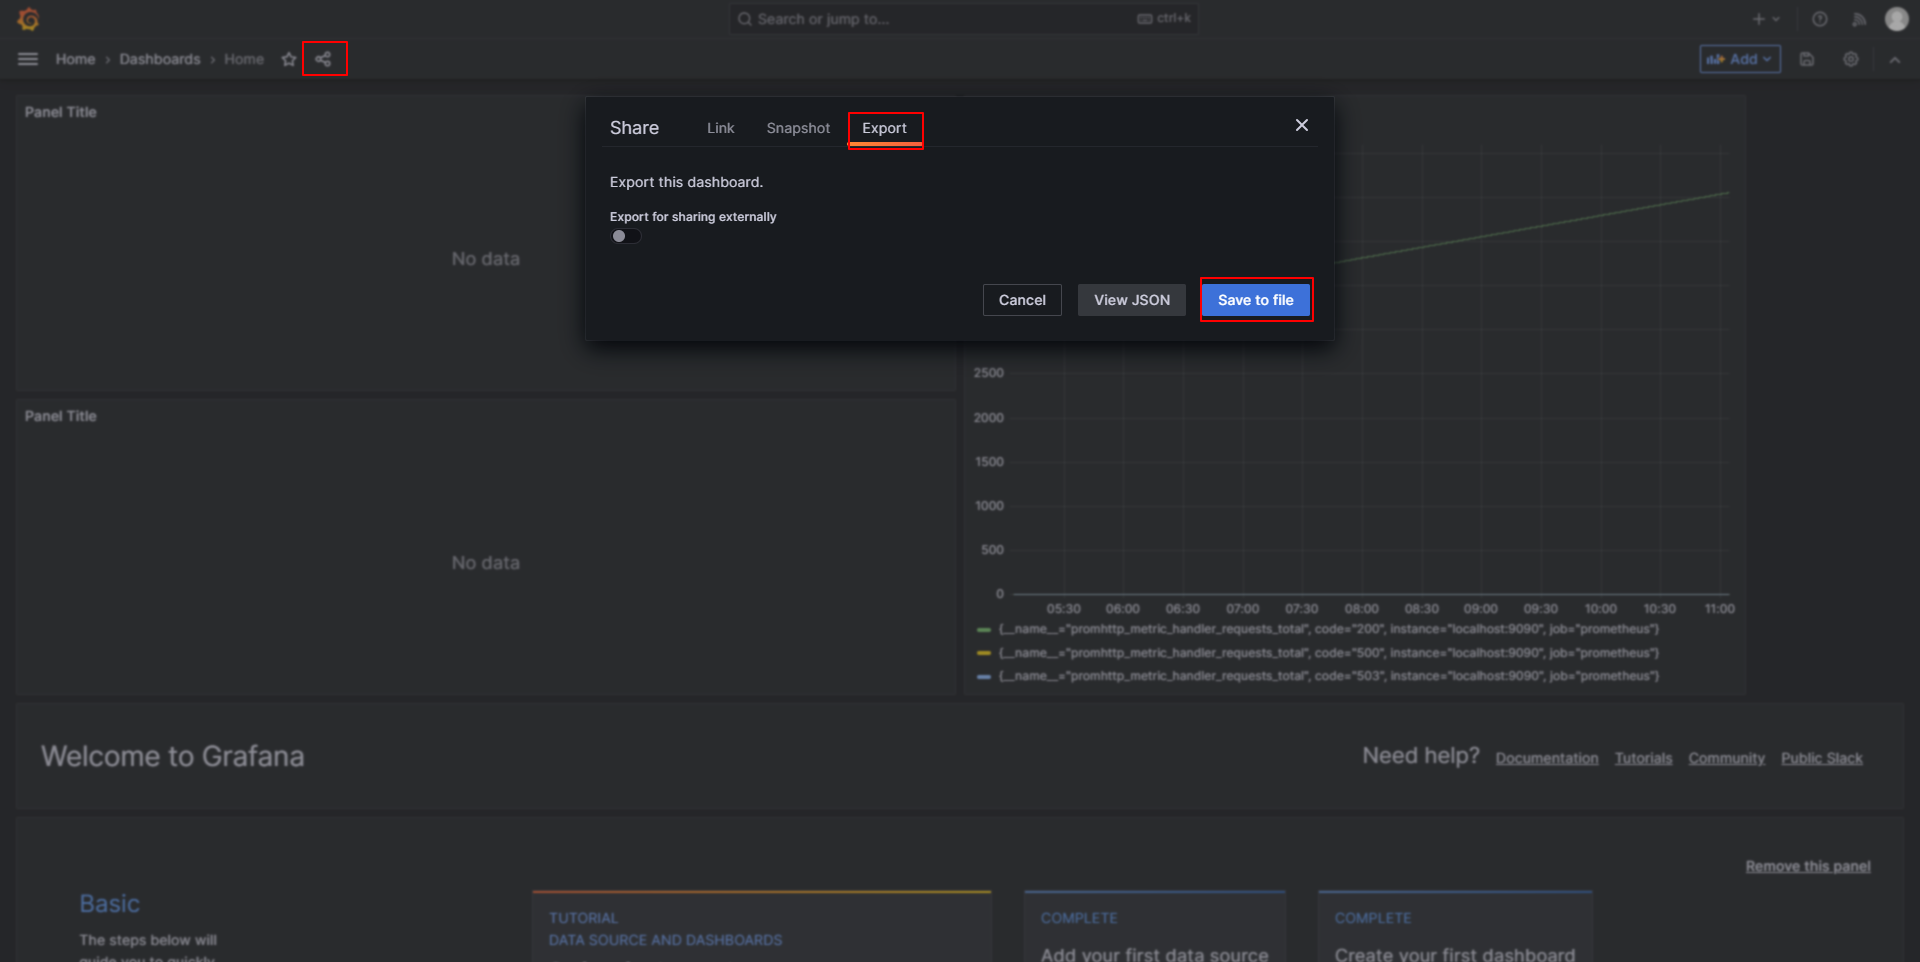 Search or jump to...
ctrl+k
Home
Dashboards
Home
Add
Panel Title
Share
Link
Snapshot
Export
Export this dashboard.
Export for sharing externally
No data
Cancel
View JSON
Save to file
2500
2000
1500
1000
500
0
05:30
06:00
06:30
07:00
07:30
08:00
08:30
09:00
09:30
10:00
10:30
11:00
{__name__="promhttp_metric_handler_requests_total", code="200", instance="localhost:9090", job="prometheus"}
{__name__="promhttp_metric_handler_requests_total", code="500", instance="localhost:9090", job="prometheus"}
{__name__="promhttp_metric_handler_requests_total", code="503", instance="localhost:9090", job="prometheus"}
Panel Title
No data
Welcome to Grafana
Need help?
Documentation
Tutorials
Community
Public Slack
Remove this panel
Basic
The steps below will
guide you to quickly
TUTORIAL
DATA SOURCE AND DASHBOARDS
COMPLETE
Add your first data source
COMPLETE
Create your first dashboard